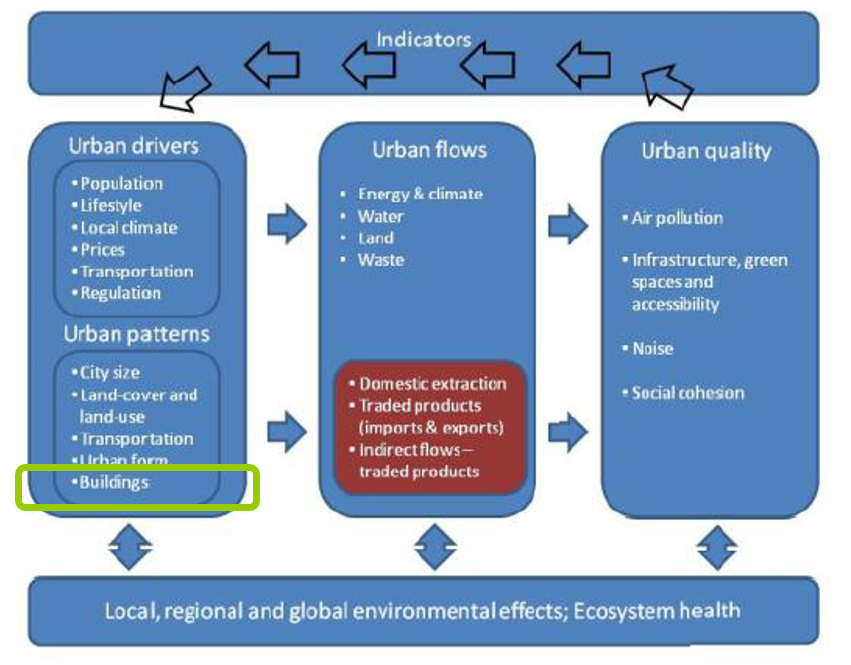 Indicators
Urban drivers
• Population
• Lifestyle
• Local climate
• Prices
• Transportation
• Regulation
Urban patterns
• City size
• Land-cover and
land-use
• Transportation
• Urban form
• Buildings
Urban flows
• Energy & climate
• Water
• Land
• Waste
• Domestic extraction
• Traded products
(imports & exports)
• Indirect flows –
traded products
Urban quality
• Air pollution
• Infrastructure, green
spaces and
accessibility
• Noise
• Social cohesion
Local, regional and global environmental effects; Ecosystem health